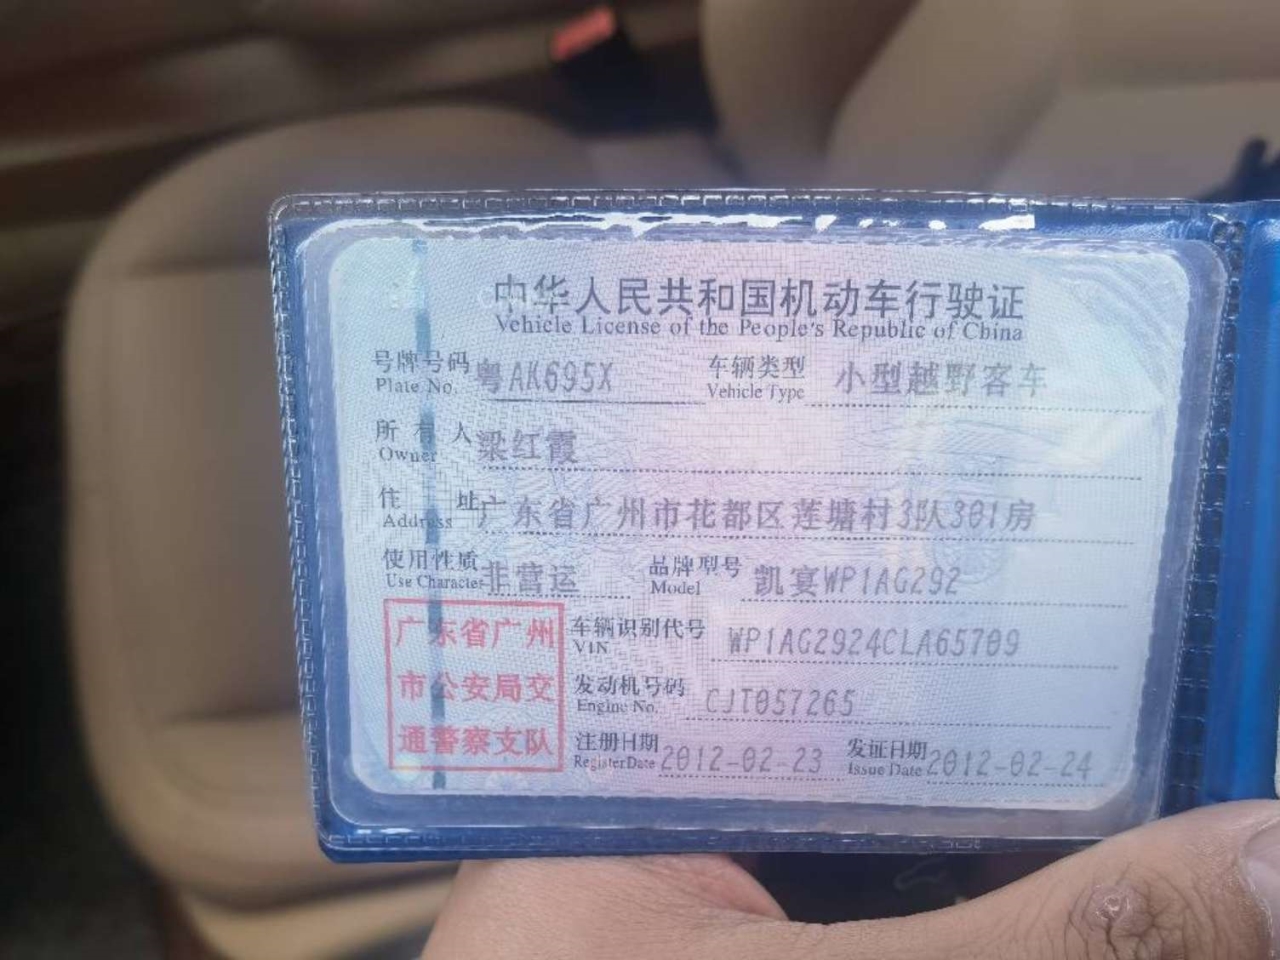 中华人民共和国机动车行驶证
Vehicle License of the People's Republic of China
号牌号码 粤AK695X 车辆类型 小型越野客车
Plate No. Vehicle Type
所有人 梁红霞
Owner
住址 广东省广州市花都区莲塘村3队301房
Address
使用性质 非营运 品牌型号 凯宴WP1AG292
Use Character Model
广东省广州 车辆识别代号 WP1AG2924CLA65709
VIN
市公安局交 发动机号码 CJT057265
Engine No.
通警察支队 注册日期 2012-02-23 发证日期 2012-02-24
Register Date Issue Date